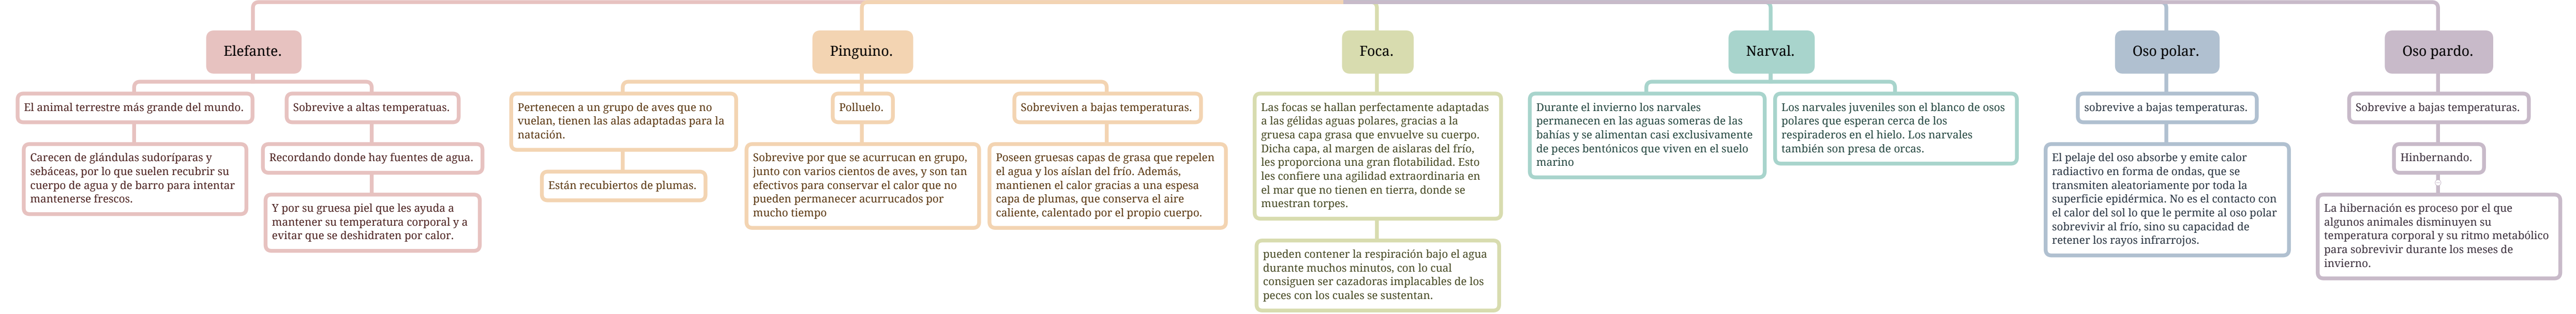 Elefante.
El animal terrestre más grande del mundo.
Carecen de glándulas sudoríparas y
sebáceas, por lo que suelen recubrir su
cuerpo de agua y de barro para intentar
mantenerse frescos.
Sobrevive a altas temperatuas.
Recordando donde hay fuentes de agua.
Y por su gruesa piel que les ayuda a
mantener su temperatura corporal y a
evitar que se deshidraten por calor.
Pinguino.
Pertenecen a un grupo de aves que no
vuelan, tienen las alas adaptadas para la
natación.
Están recubiertos de plumas.
Polluelo.
Sobrevive por que se acurrucan en grupo,
junto con varios cientos de aves, y son tan
efectivos para conservar el calor que no
pueden permanecer acurrucados por
mucho tiempo
Sobreviven a bajas temperaturas.
Poseen gruesas capas de grasa que repelen
el agua y los aíslan del frío. Además,
mantienen el calor gracias a una espesa
capa de plumas, que conserva el aire
caliente, calentado por el propio cuerpo.
Foca.
Las focas se hallan perfectamente adaptadas
a las gélidas aguas polares, gracias a la
gruesa capa grasa que envuelve su cuerpo.
Dicha capa, al margen de aislaras del frío,
les proporciona una gran flotabilidad. Esto
les confiere una agilidad extraordinaria en
el mar que no tienen en tierra, donde se
muestran torpes.
pueden contener la respiración bajo el agua
durante muchos minutos, con lo cual
consiguen ser cazadoras implacables de los
peces con los cuales se sustentan.
Narval.
Durante el invierno los narvales
permanecen en las aguas someras de las
bahías y se alimentan casi exclusivamente
de peces bentónicos que viven en el suelo
marino
Los narvales juveniles son el blanco de osos
polares que esperan cerca de los
respiraderos en el hielo. Los narvales
también son presa de orcas.
Oso polar.
sobrevive a bajas temperaturas.
El pelaje del oso absorbe y emite calor
radiactivo en forma de ondas, que se
transmiten aleatoriamente por toda la
superficie epidérmica. No es el contacto con
el calor del sol lo que le permite al oso polar
sobrevivir al frío, sino su capacidad de
retener los rayos infrarrojos.
Oso pardo.
Sobrevive a bajas temperaturas.
Hinbernando.
La hibernación es proceso por el que
algunos animales disminuyen su
temperatura corporal y su ritmo metabólico
para sobrevivir durante los meses de
invierno.